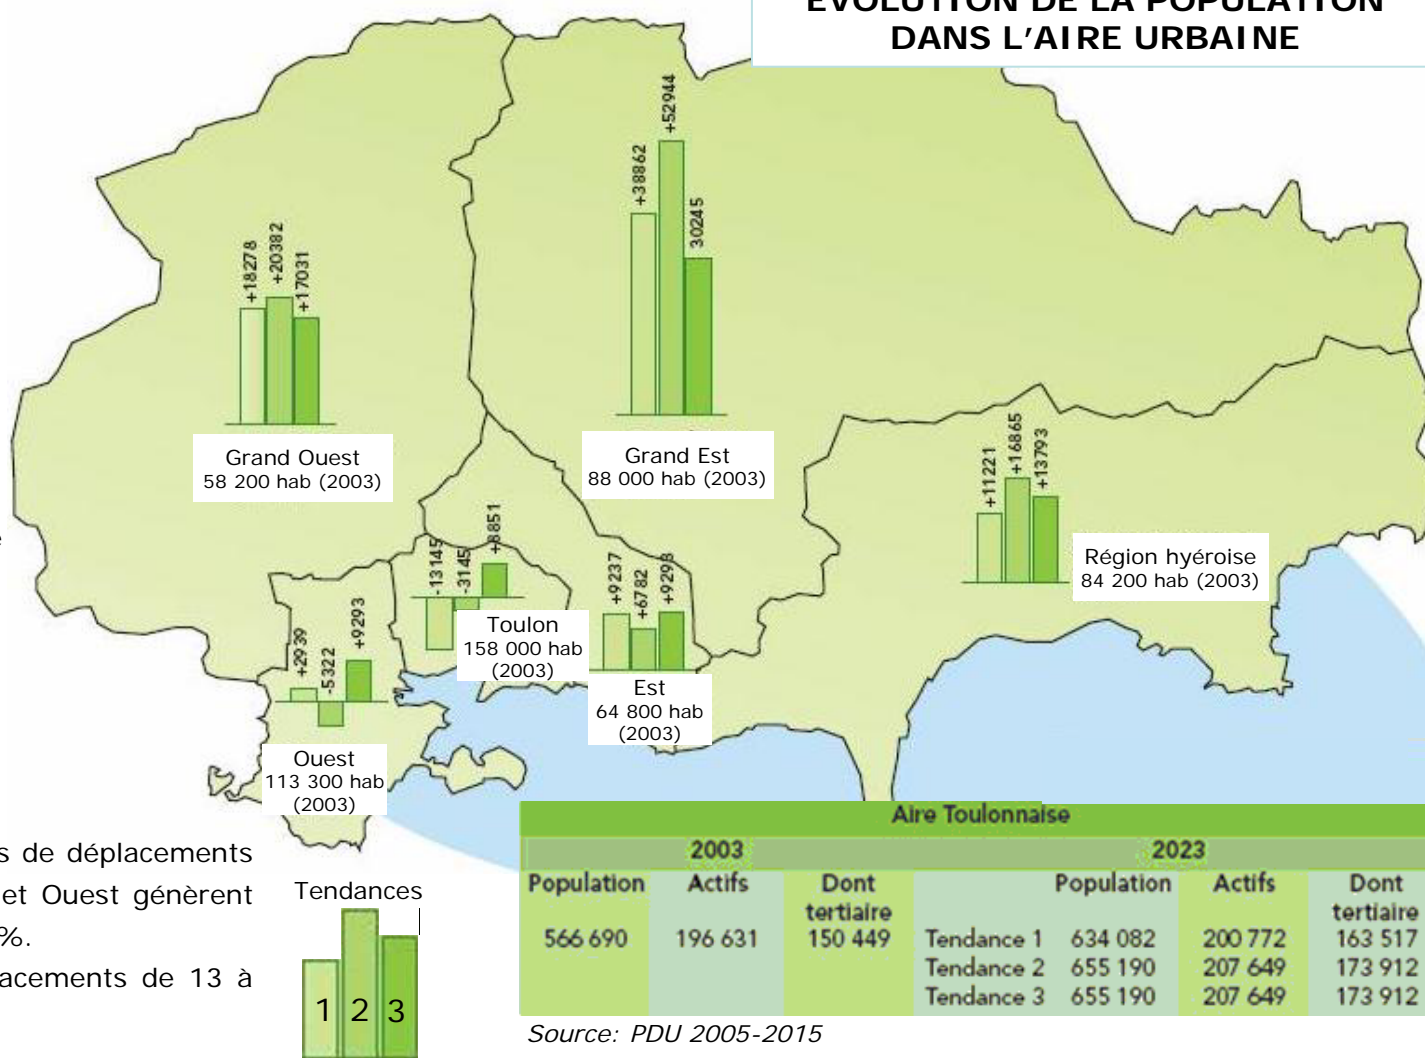 ÉVOLUTION DE LA POPULATION
DANS L'AIRE URBAINE
+18278
+20382
+17031
Grand Ouest
58 200 hab (2003)
+38862
+52944
30245
Grand Est
88 000 hab (2003)
+11221
+16865
+13793
Région hyéroise
84 200 hab (2003)
-13145
-3145
+8851
Toulon
158 000 hab
(2003)
+9237
+6782
+9293
Est
64 800 hab
(2003)
+2939
-5322
+9293
Ouest
113 300 hab
(2003)
s de déplacements
et Ouest génèrent
%.
lacements de 13 à
Tendances
1 2 3
Aire Toulonnaise
2003 2023
Population Actifs Dont tertiaire Population Actifs Dont tertiaire
566 690 196 631 150 449 Tendance 1 634 082 200 772 163 517
Tendance 2 655 190 207 649 173 912
Tendance 3 655 190 207 649 173 912
Source: PDU 2005-2015